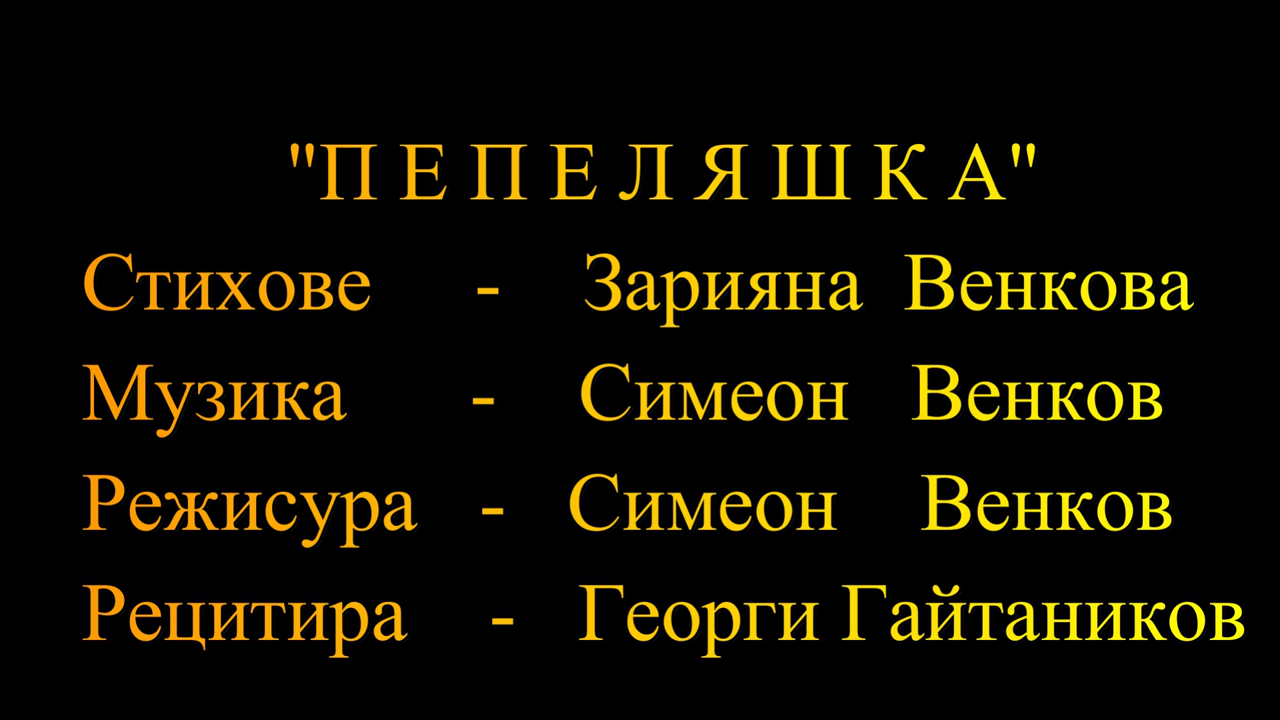 "П Е П Е Л Я Ш К А"
Стихове - Зарияна Венкова
Музика - Симеон Венков
Режисура - Симеон Венков
Рецитира - Георги Гайтаников